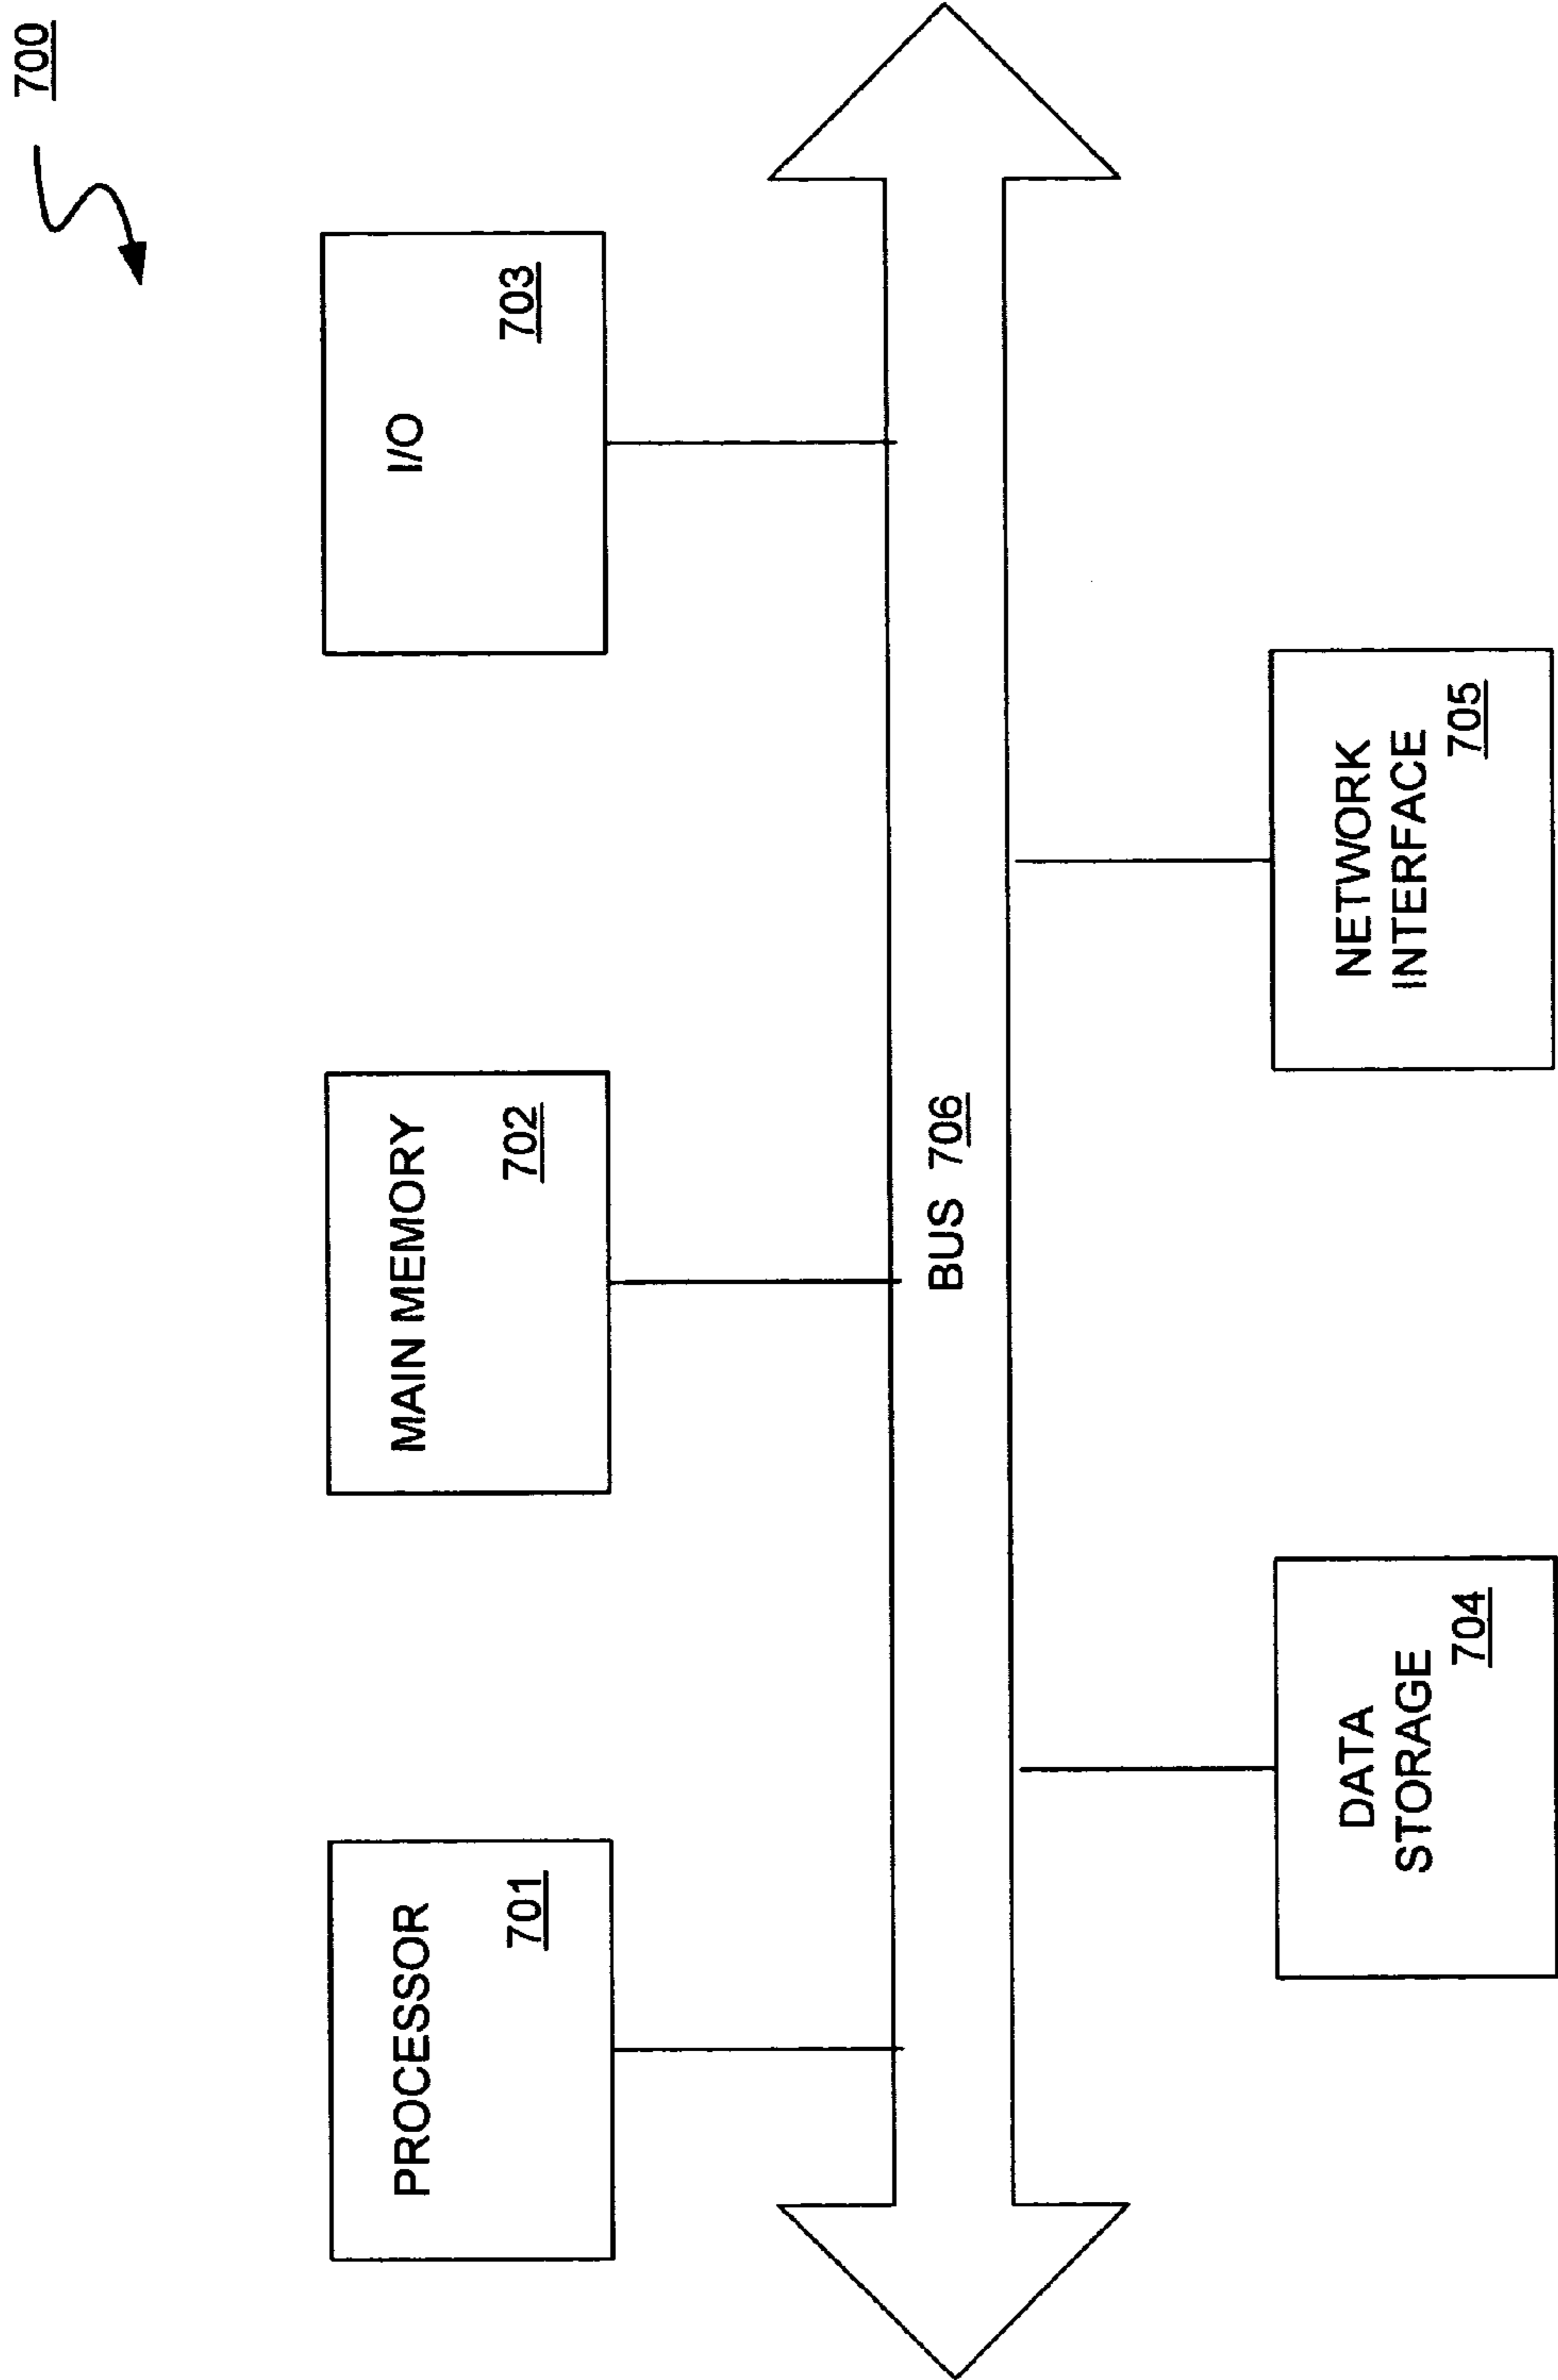 700
PROCESSOR
701
MAIN MEMORY
702
I/O
703
BUS 706
DATA
STORAGE
704
NETWORK
INTERFACE
705